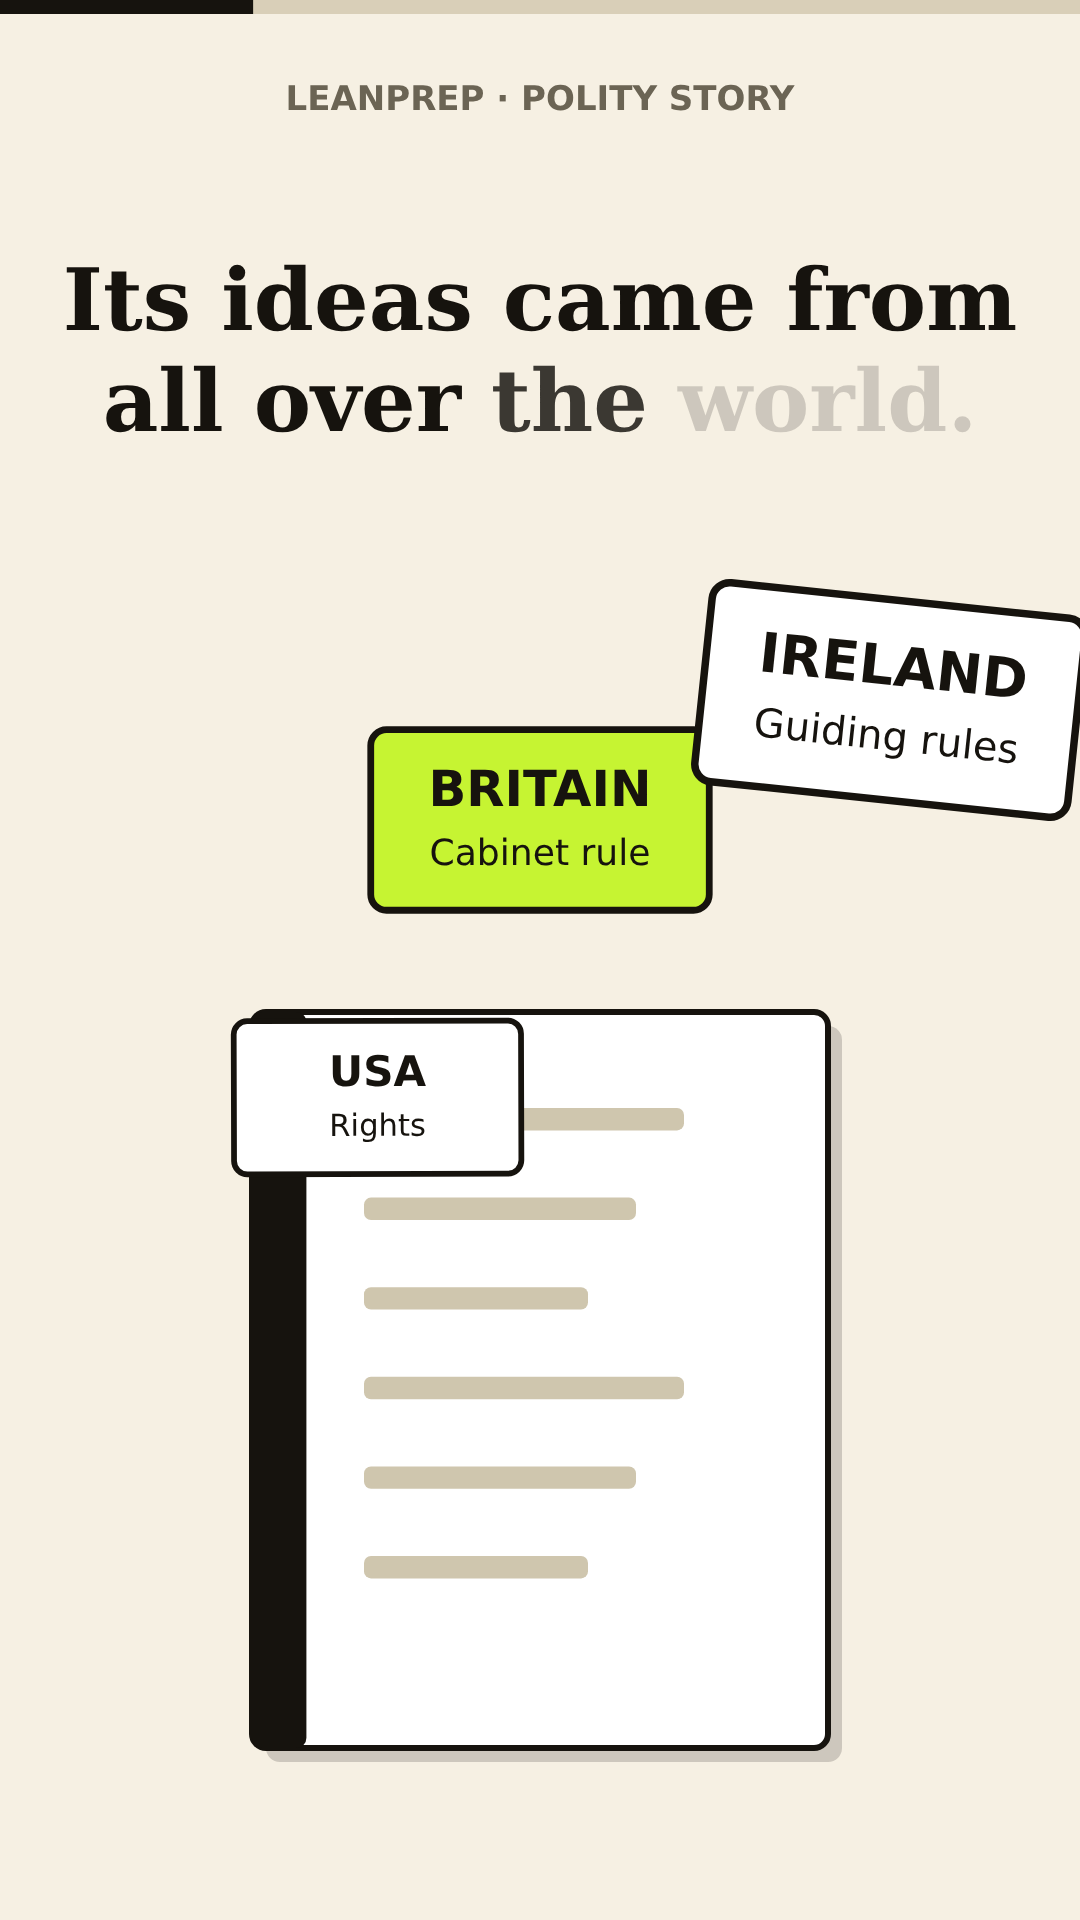 LEANPREP · POLITY STORY
Its ideas came from
all over the world.
IRELAND
Guiding rules
BRITAIN
Cabinet rule
USA
Rights